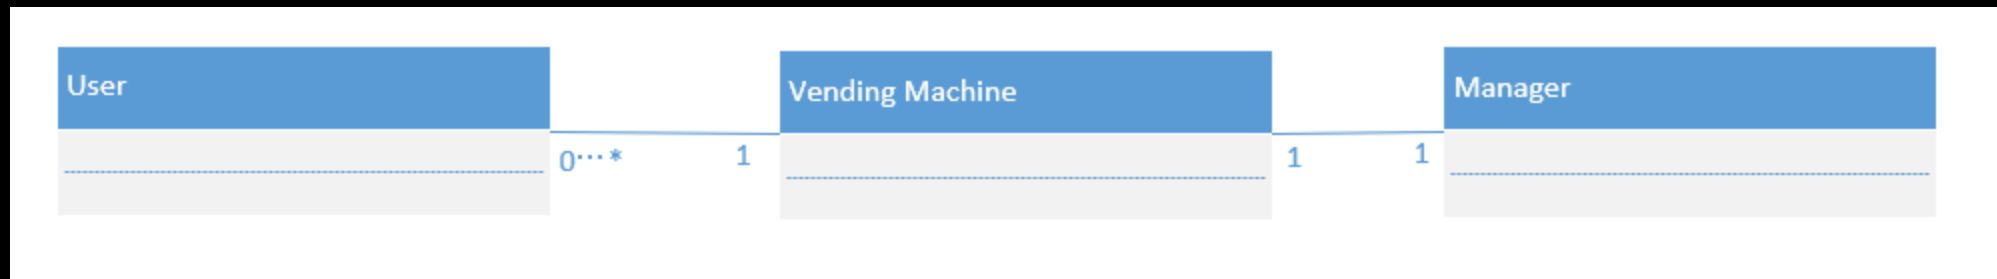 User
Vending Machine
Manager
0…*
1
1
1